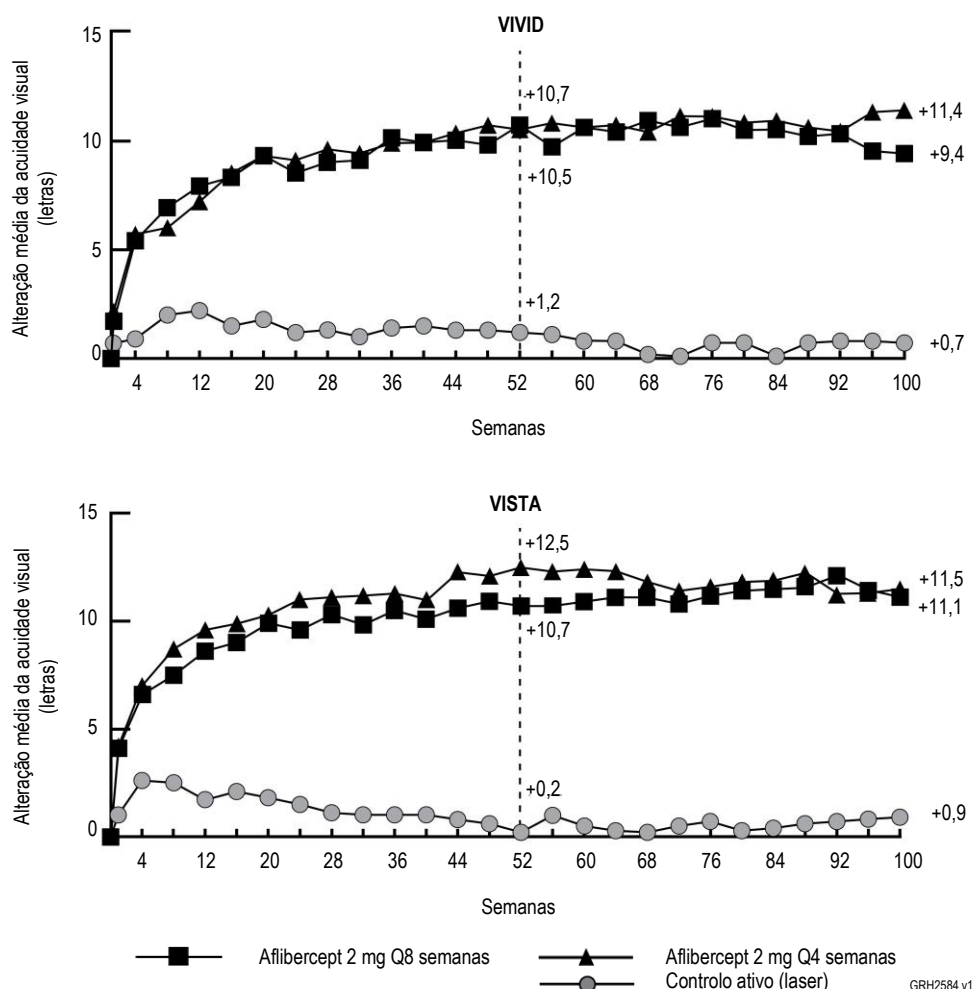 VIVID
15
10
5
0
Alteração média da acuidade visual
(letras)
+10,7
+10,5
+1,2
+11,4
+9,4
+0,7
4 12 20 28 36 44 52 60 68 76 84 92 100
Semanas
VISTA
15
10
5
0
Alteração média da acuidade visual
(letras)
+12,5
+10,7
+0,2
+11,5
+11,1
+0,9
4 12 20 28 36 44 52 60 68 76 84 92 100
Semanas
Aflibercept 2 mg Q8 semanas
Aflibercept 2 mg Q4 semanas
Controlo ativo (laser)
GRH2584 v1